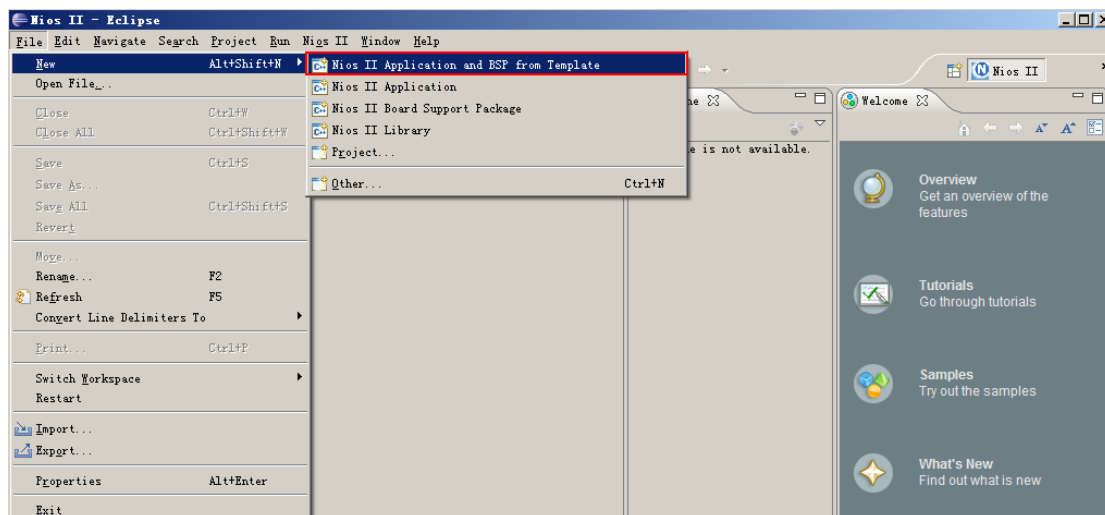 Nios II - Eclipse
File Edit Navigate Search Project Run Nios II Window Help
New Alt+Shift+N
Open File...
Close Ctrl+W
Close All Ctrl+Shift+W
Save Ctrl+S
Save As...
Save All Ctrl+Shift+S
Revert
Move...
Rename... F2
Refresh F5
Convert Line Delimiters To
Print... Ctrl+P
Switch Workspace
Restart
Import...
Export...
Properties Alt+Enter
Exit
Nios II Application and BSP from Template
Nios II Application
Nios II Board Support Package
Nios II Library
Project...
Other... Ctrl+N
e is not available.
Nios II
Welcome
Overview
Get an overview of the
features
Tutorials
Go through tutorials
Samples
Try out the samples
What's New
Find out what is new